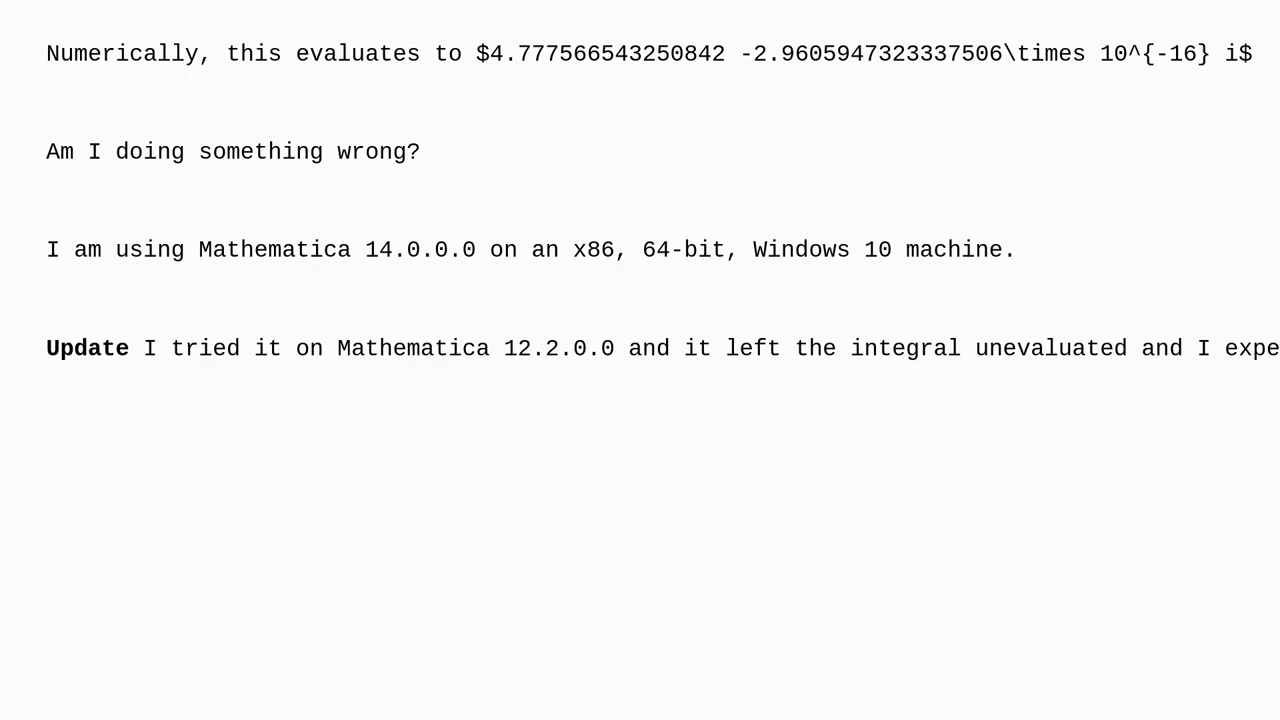 Numerically, this evaluates to $4.777566543250842 -2.9605947323337506\times 10^{-16} i$
Am I doing something wrong?
I am using Mathematica 14.0.0.0 on an x86, 64-bit, Windows 10 machine.
Update I tried it on Mathematica 12.2.0.0 and it left the integral unevaluated and I expe